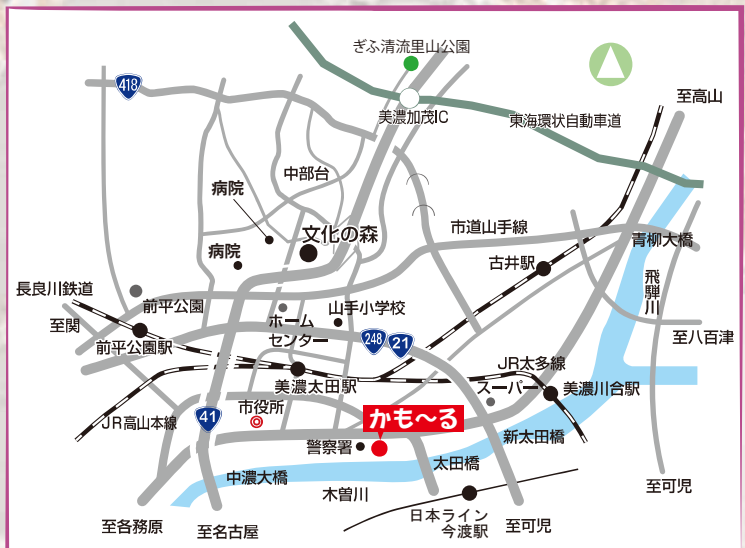 ぎふ清流里山公園
418
至高山
美濃加茂IC
東海環状自動車道
中部台
病院
文化の森
市道山手線
青柳大橋
病院
古井駅
飛騨川
長良川鉄道
前平公園
山手小学校
至関
ホーム
センター
248
21
至八百津
前平公園駅
JR太多線
美濃太田駅
スーパー
美濃川合駅
市役所
かも〜る
41
JR高山本線
警察署
新太田橋
太田橋
中濃大橋
木曽川
至可児
日本ライン
今渡駅
至各務原
至名古屋
至可児